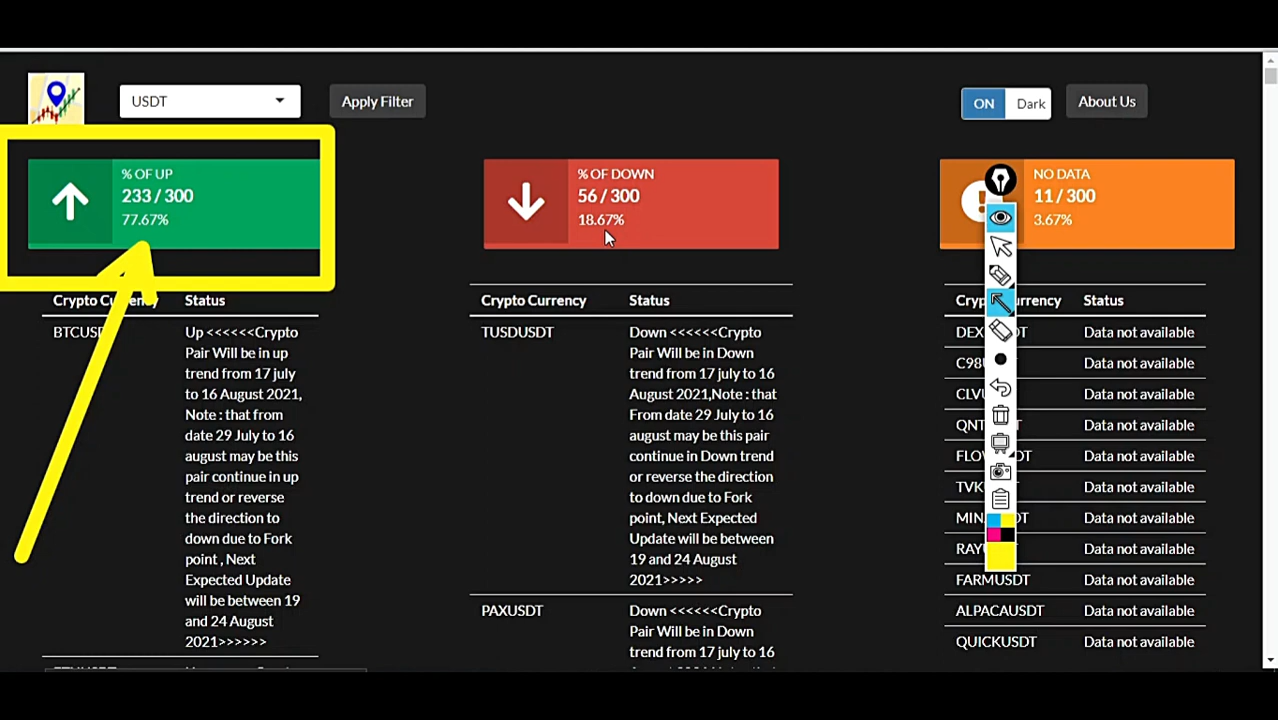 USDT
Apply Filter
ON
Dark
About Us
% OF UP
233 / 300
77.67%
% OF DOWN
56 / 300
18.67%
NO DATA
11 / 300
3.67%
Crypto Currency Status
BTCUSD
Up <<<<<<Crypto
Pair Will be in up
trend from 17 july
to 16 August 2021,
Note : that from
date 29 July to 16
august may be this
pair continue in up
trend or reverse
the direction to
down due to Fork
point , Next
Expected Update
will be between 19
and 24 August
2021>>>>>>
Crypto Currency Status
TUSDUSDT
Down <<<<<<Crypto
Pair Will be in Down
trend from 17 july to 16
August 2021,Note : that
From date 29 July to 16
august may be this pair
continue in Down trend
or reverse the direction
to down due to Fork
point, Next Expected
Update will be between
19 and 24 August
2021>>>>>
PAXUSDT
Down <<<<<<Crypto
Pair Will be in Down
trend from 17 july to 16
Status
Data not available
Data not available
Data not available
Data not available
Data not available
Data not available
Data not available
Data not available
FARMUSDT Data not available
ALPACAUSDT Data not available
QUICKUSDT Data not available